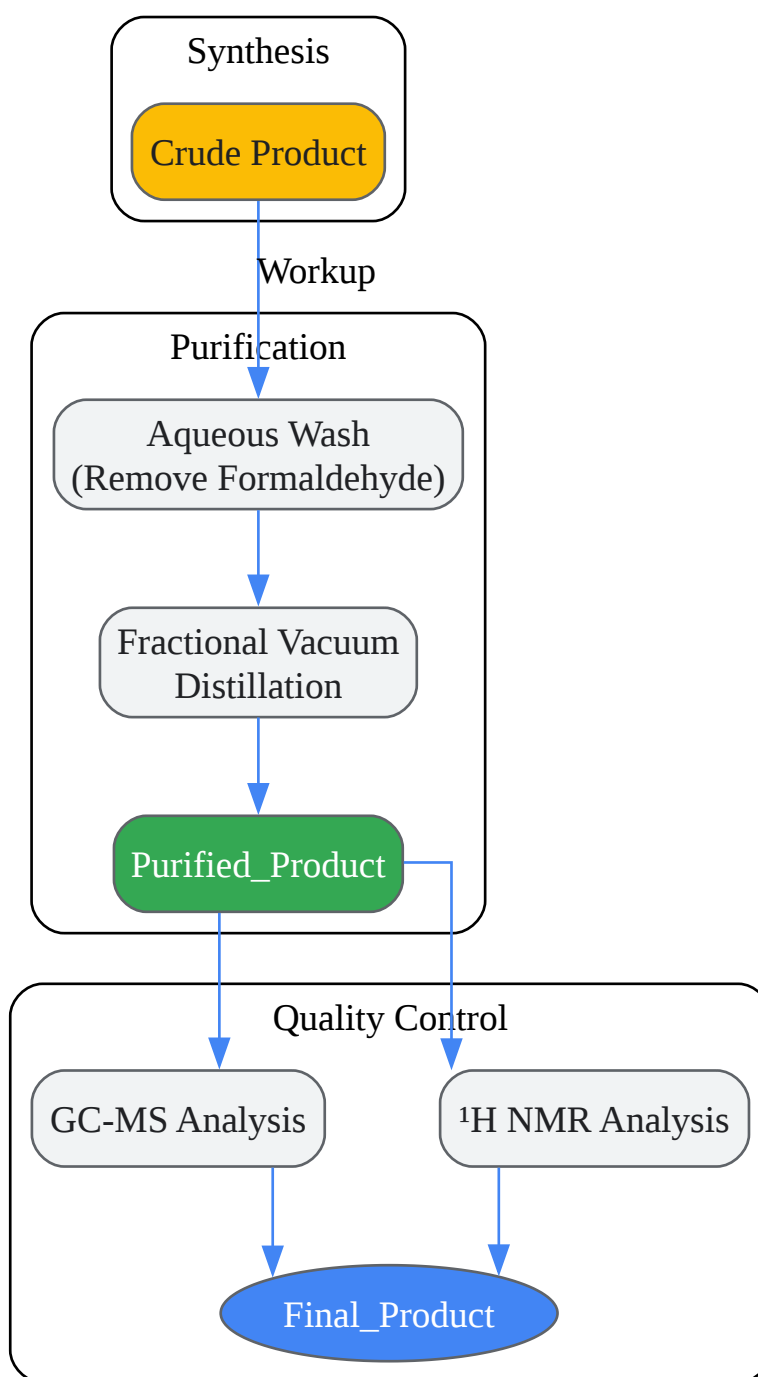 Synthesis
Crude Product
Workup
Purification
Aqueous Wash
(Remove Formaldehyde)
Fractional Vacuum
Distillation
Purified_Product
Quality Control
GC-MS Analysis
¹H NMR Analysis
Final_Product